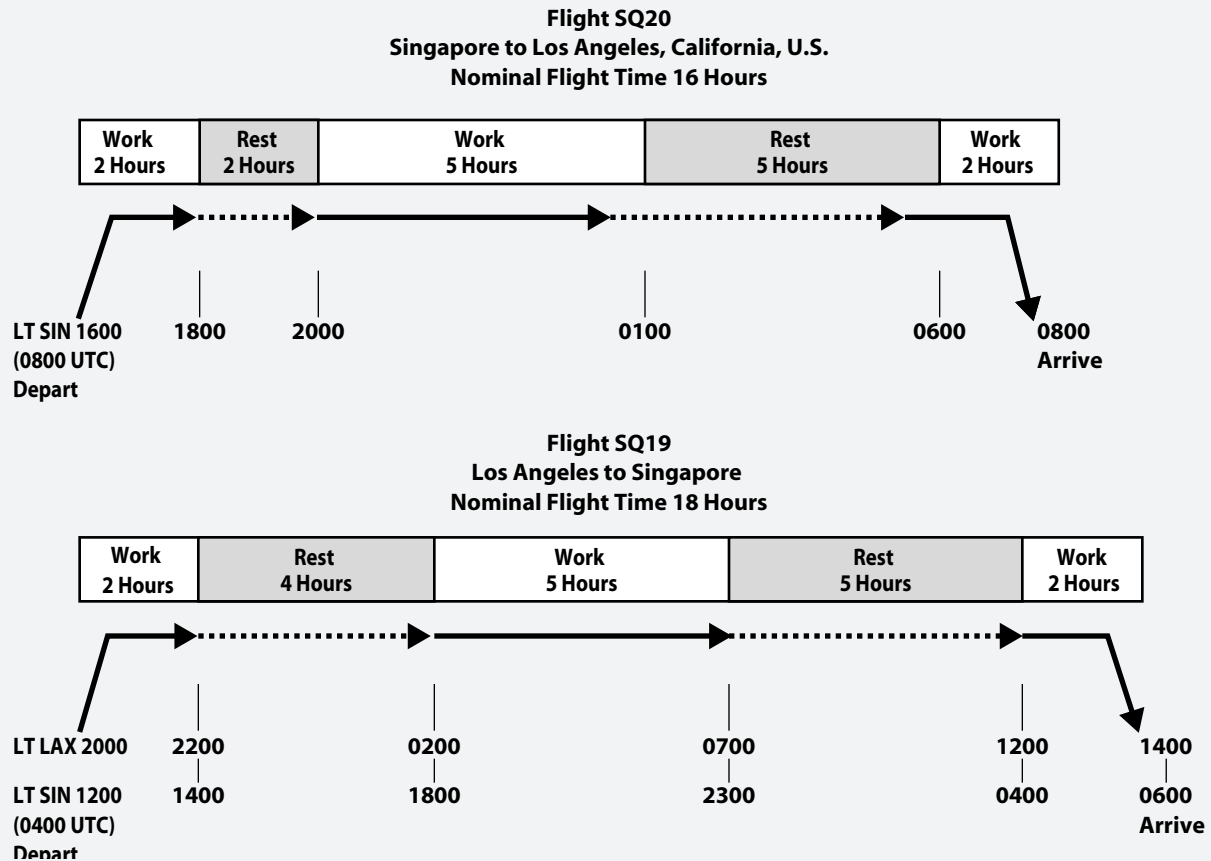 Flight SQ20
Singapore to Los Angeles, California, U.S.
Nominal Flight Time 16 Hours
Work Rest Work Rest Work
2 Hours 2 Hours 5 Hours 5 Hours 2 Hours
LT SIN 1600 1800 2000 0100 0600 0800
(0800 UTC) Arrive
Depart
Flight SQ19
Los Angeles to Singapore
Nominal Flight Time 18 Hours
Work Rest Work Rest Work
2 Hours 4 Hours 5 Hours 5 Hours 2 Hours
LT LAX 2000 2200 0200 0700 1200 1400
LT SIN 1200 1400 1800 2300 0400 0600
(0400 UTC) Arrive
Depart